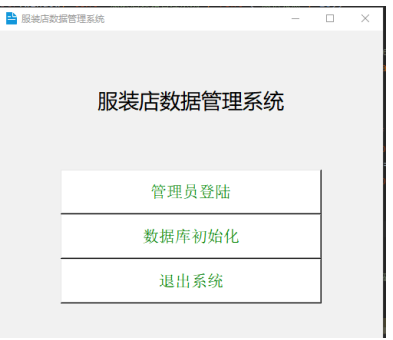 服装店数据管理系统
服装店数据管理系统
管理员登陆
数据库初始化
退出系统